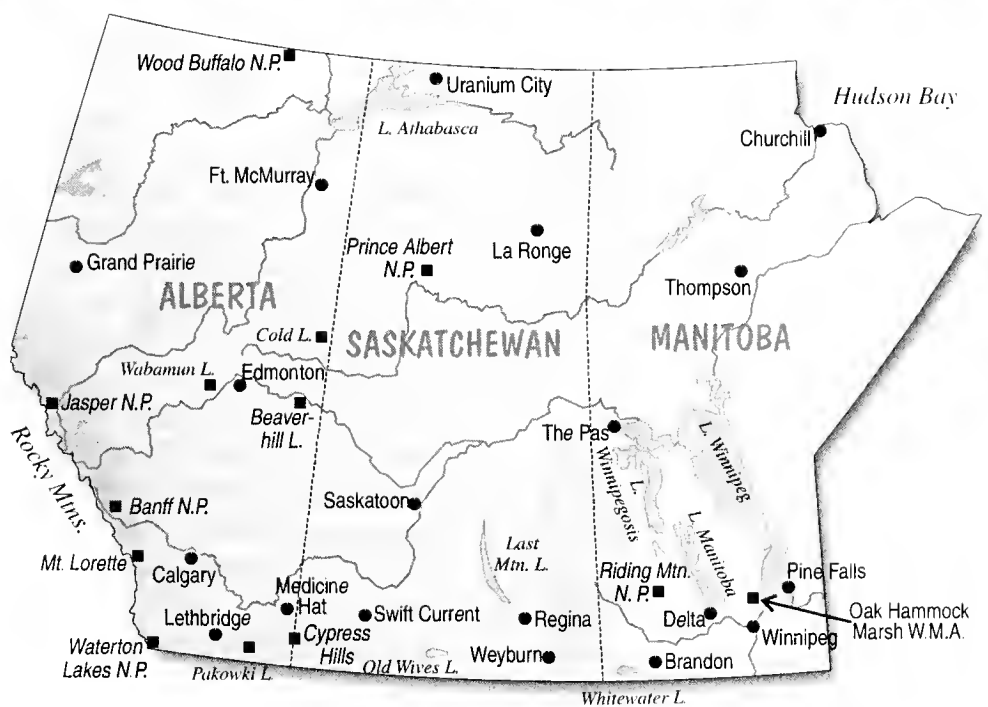 Wood Buffalo N.P.
Uranium City
Hudson Bay
L. Athabasca
Churchill
Ft. McMurray
La Ronge
Prince Albert
N.P.
Grand Prairie
Thompson
ALBERTA
SASKATCHEWAN
MANITOBA
Cold L.
Wabamun L.
Edmonton
Jasper N.P.
Beaver-
hill L.
The Pas
L. Winnipeg
L.
Winnipegosis
Rocky Mtns.
Banff N.P.
Saskatoon
L. Manitoba
Last
Mtn. L.
Mt. Lorette
Calgary
Riding Mtn.
N.P.
Pine Falls
Medicine
Hat
Oak Hammock
Marsh W.M.A.
Lethbridge
Swift Current
Regina
Delta
Winnipeg
Waterton
Lakes N.P.
Cypress
Hills
Pakowki L.
Old Wives L.
Weyburn
Brandon
Whitewater L.